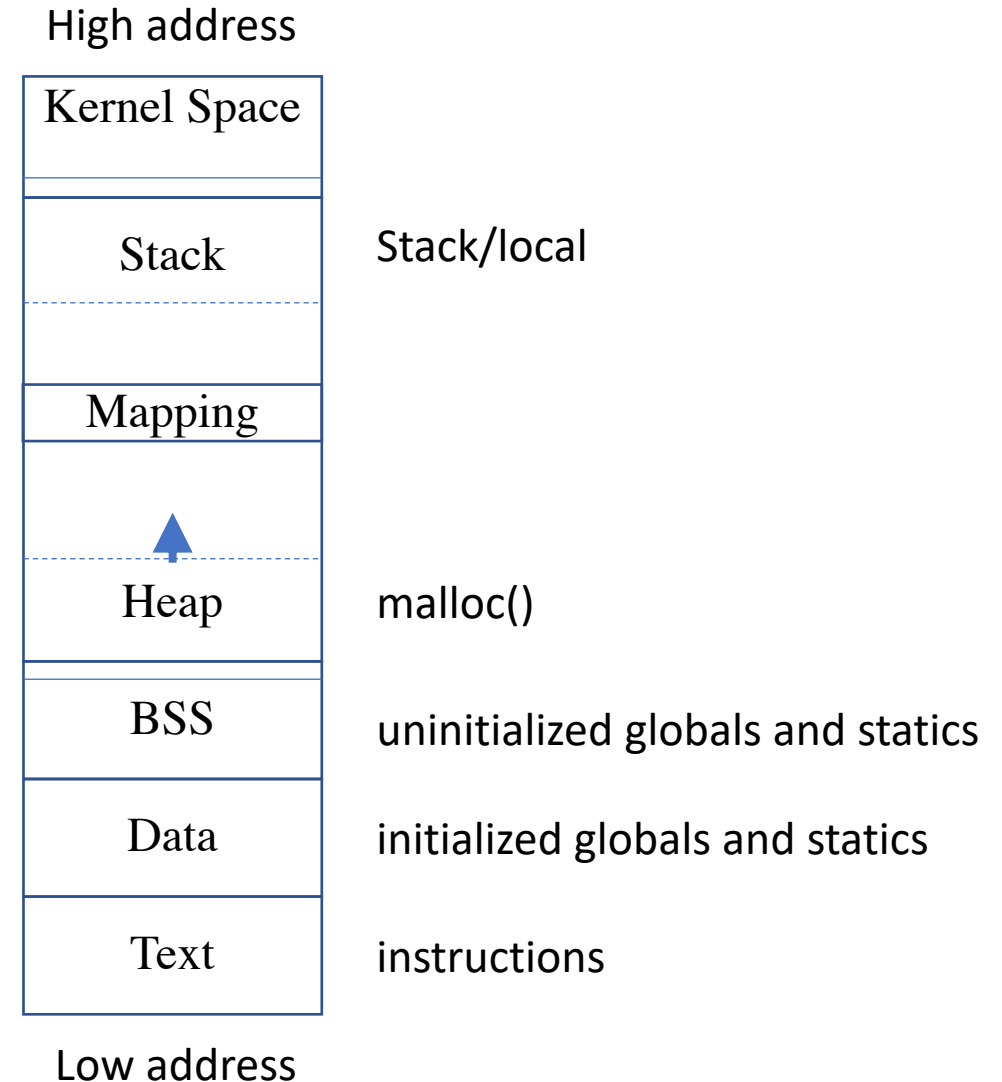 High address
Kernel Space
Stack
Stack/local
Mapping
Heap
malloc()
BSS
uninitialized globals and statics
Data
initialized globals and statics
Text
instructions
Low address